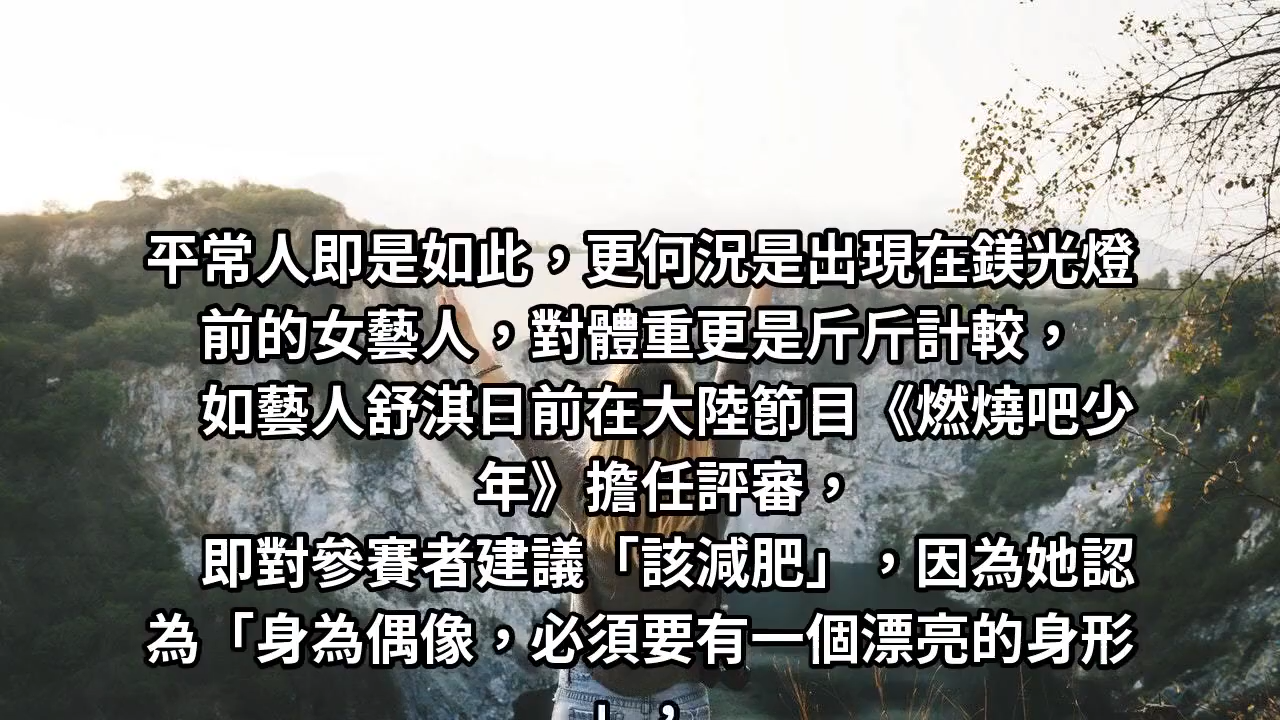 平常人即是如此，更何況是出現在鎂光燈
前的女藝人，對體重更是斤斤計較，
如藝人舒淇日前在大陸節目《燃燒吧少
年》擔任評審，
即對參賽者建議「該減肥」，因為她認
為「身為偶像，必須要有一個漂亮的身形
」，